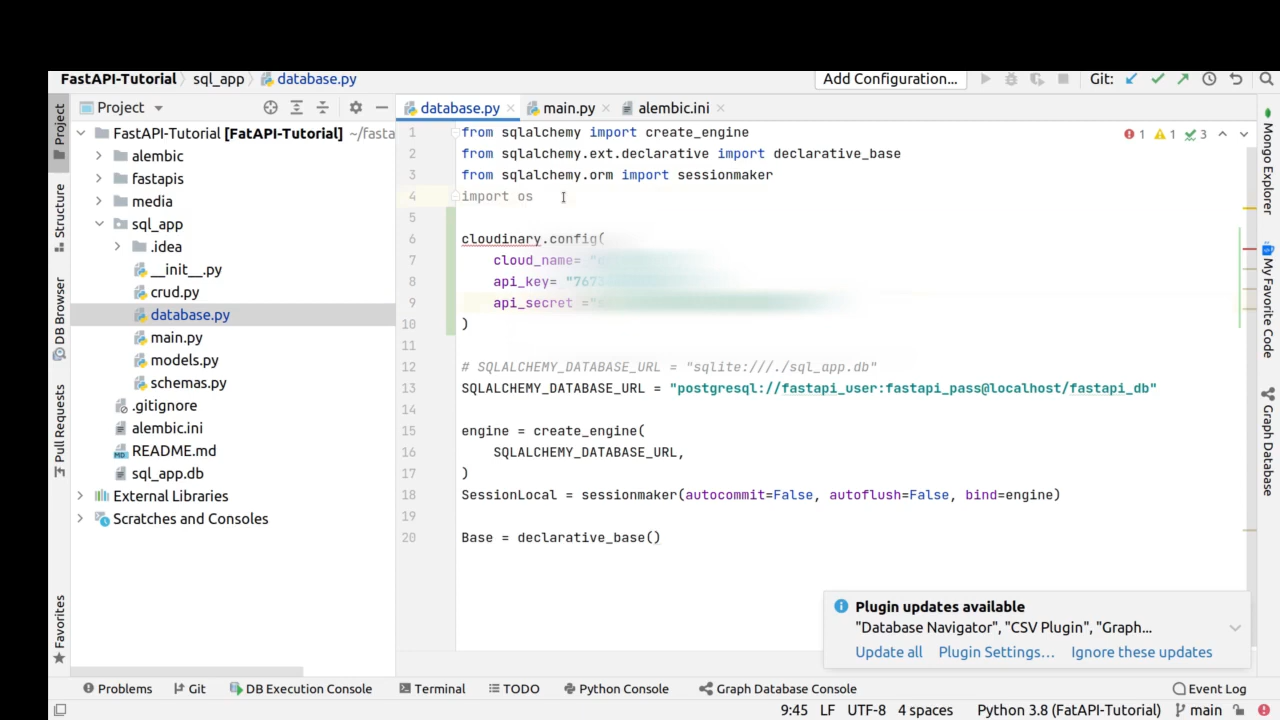 FastAPI-Tutorial sql_app database.py Add Configuration... Git:
Project database.py main.py alembic.ini
FastAPI-Tutorial [FatAPI-Tutorial] ~/fasta
alembic
fastapis
media
sql_app
.idea
__init__.py
crud.py
database.py
main.py
models.py
schemas.py
.gitignore
alembic.ini
README.md
sql_app.db
External Libraries
Scratches and Consoles
Project
Structure
DB Browser
Pull Requests
Favorites
1 from sqlalchemy import create_engine
2 from sqlalchemy.ext.declarative import declarative_base
3 from sqlalchemy.orm import sessionmaker
4 import os
5
6 cloudinary.config(
7 cloud_name= "
8 api_key= "7673
9 api_secret ="
10 )
11
12 # SQLALCHEMY_DATABASE_URL = "sqlite:///./sql_app.db"
13 SQLALCHEMY_DATABASE_URL = "postgresql://fastapi_user:fastapi_pass@localhost/fastapi_db"
14
15 engine = create_engine(
16 SQLALCHEMY_DATABASE_URL,
17 )
18 SessionLocal = sessionmaker(autocommit=False, autoflush=False, bind=engine)
19
20 Base = declarative_base()
1 1 3
Mongo Explorer
My Favorite Code
Graph Database
Plugin updates available
"Database Navigator", "CSV Plugin", "Graph...
Update all Plugin Settings... Ignore these updates
Problems Git DB Execution Console Terminal TODO Python Console Graph Database Console Event Log
9:45 LF UTF-8 4 spaces Python 3.8 (FatAPI-Tutorial) main